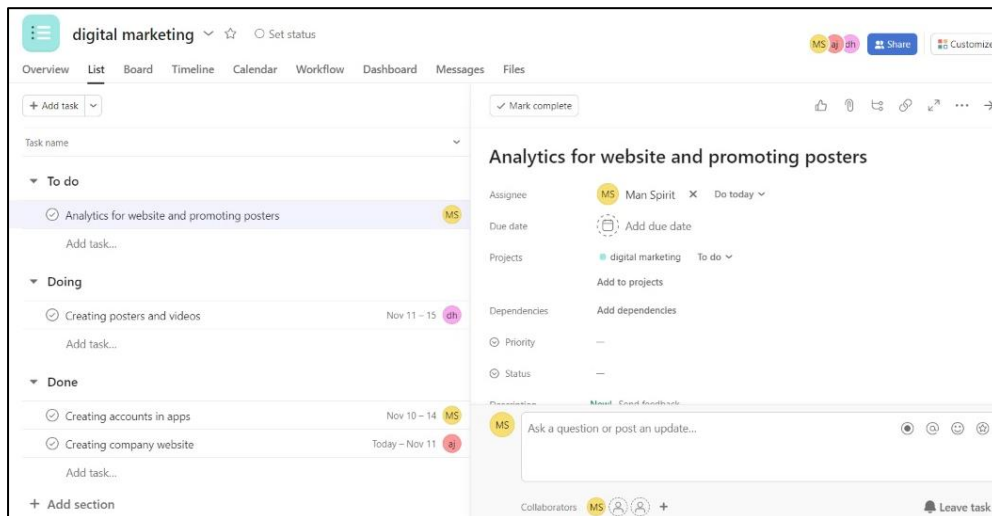 digital marketing
Set status
MS aj dh Share Customize
Overview List Board Timeline Calendar Workflow Dashboard Messages Files
+ Add task
Task name
To do
Analytics for website and promoting posters MS
Add task...
Doing
Creating posters and videos Nov 11 – 15 dh
Add task...
Done
Creating accounts in apps Nov 10 – 14 MS
Creating company website Today – Nov 11 aj
Add task...
+ Add section
Mark complete
Analytics for website and promoting posters
Assignee MS Man Spirit Do today
Due date Add due date
Projects digital marketing To do
Add to projects
Dependencies Add dependencies
Priority —
Status —
Description New! Send feedback
MS Ask a question or post an update...
Collaborators MS + Leave task